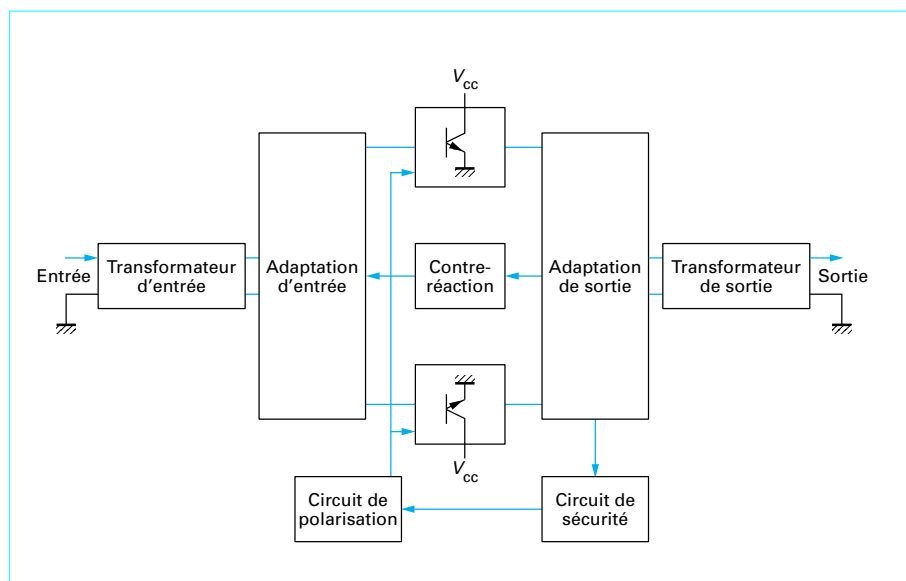 Vcc
Entrée
Transformateur
d'entrée
Adaptation
d'entrée
Contre-
réaction
Adaptation
de sortie
Transformateur
de sortie
Sortie
Vcc
Circuit de
polarisation
Circuit de
sécurité